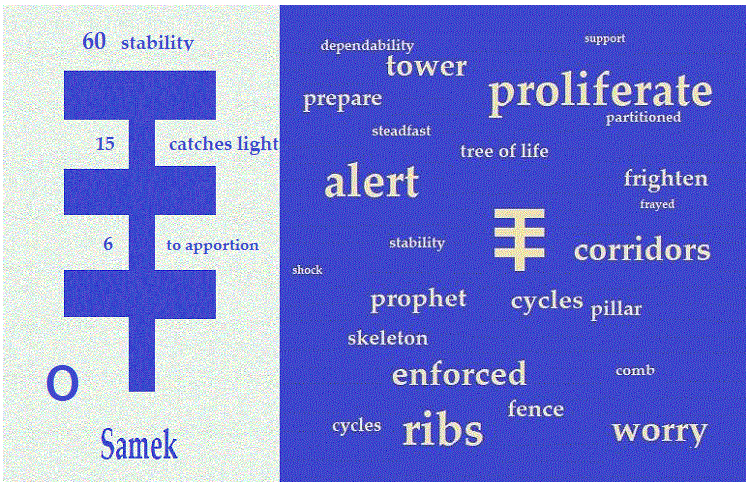 60 stability
15 catches light
6 to apportion
O
Samek
support
dependability
tower
proliferate
prepare
partitioned
steadfast
tree of life
alert
frighten
frayed
stability
corridors
shock
prophet
cycles
pillar
skeleton
enforced
comb
fence
cycles
ribs
worry